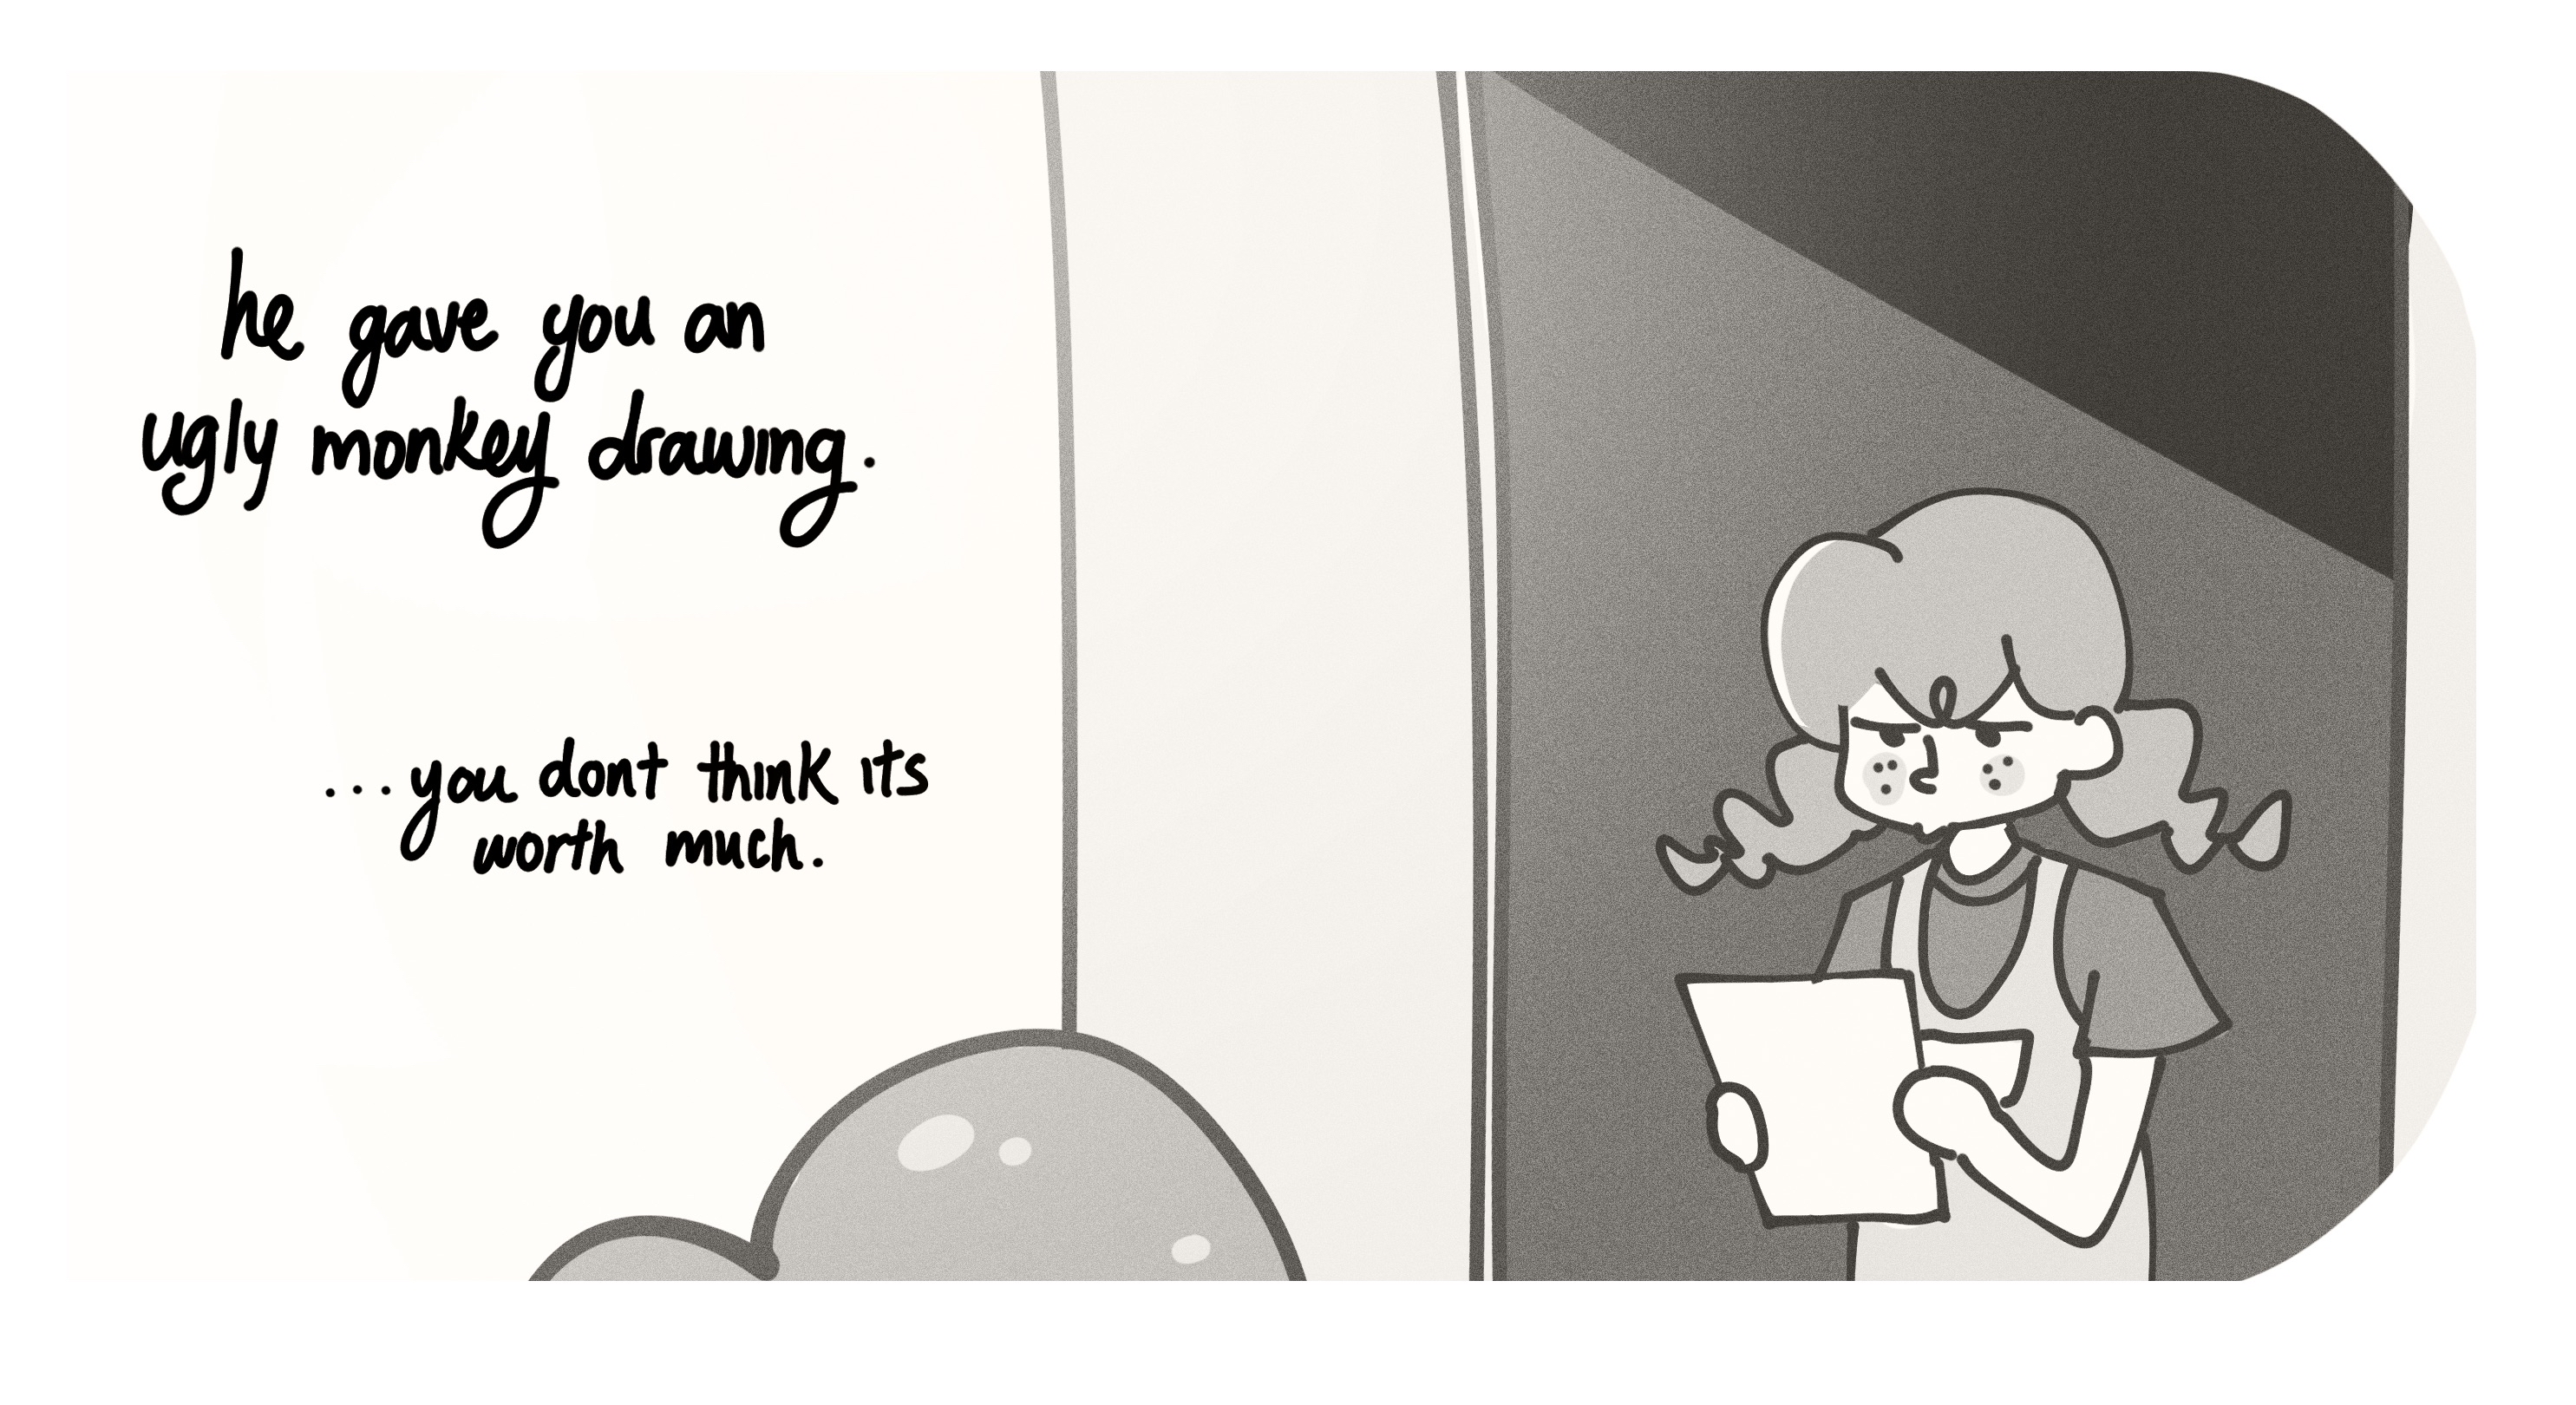 he gave you an
ugly monkey drawing.
...you dont think its
worth much.